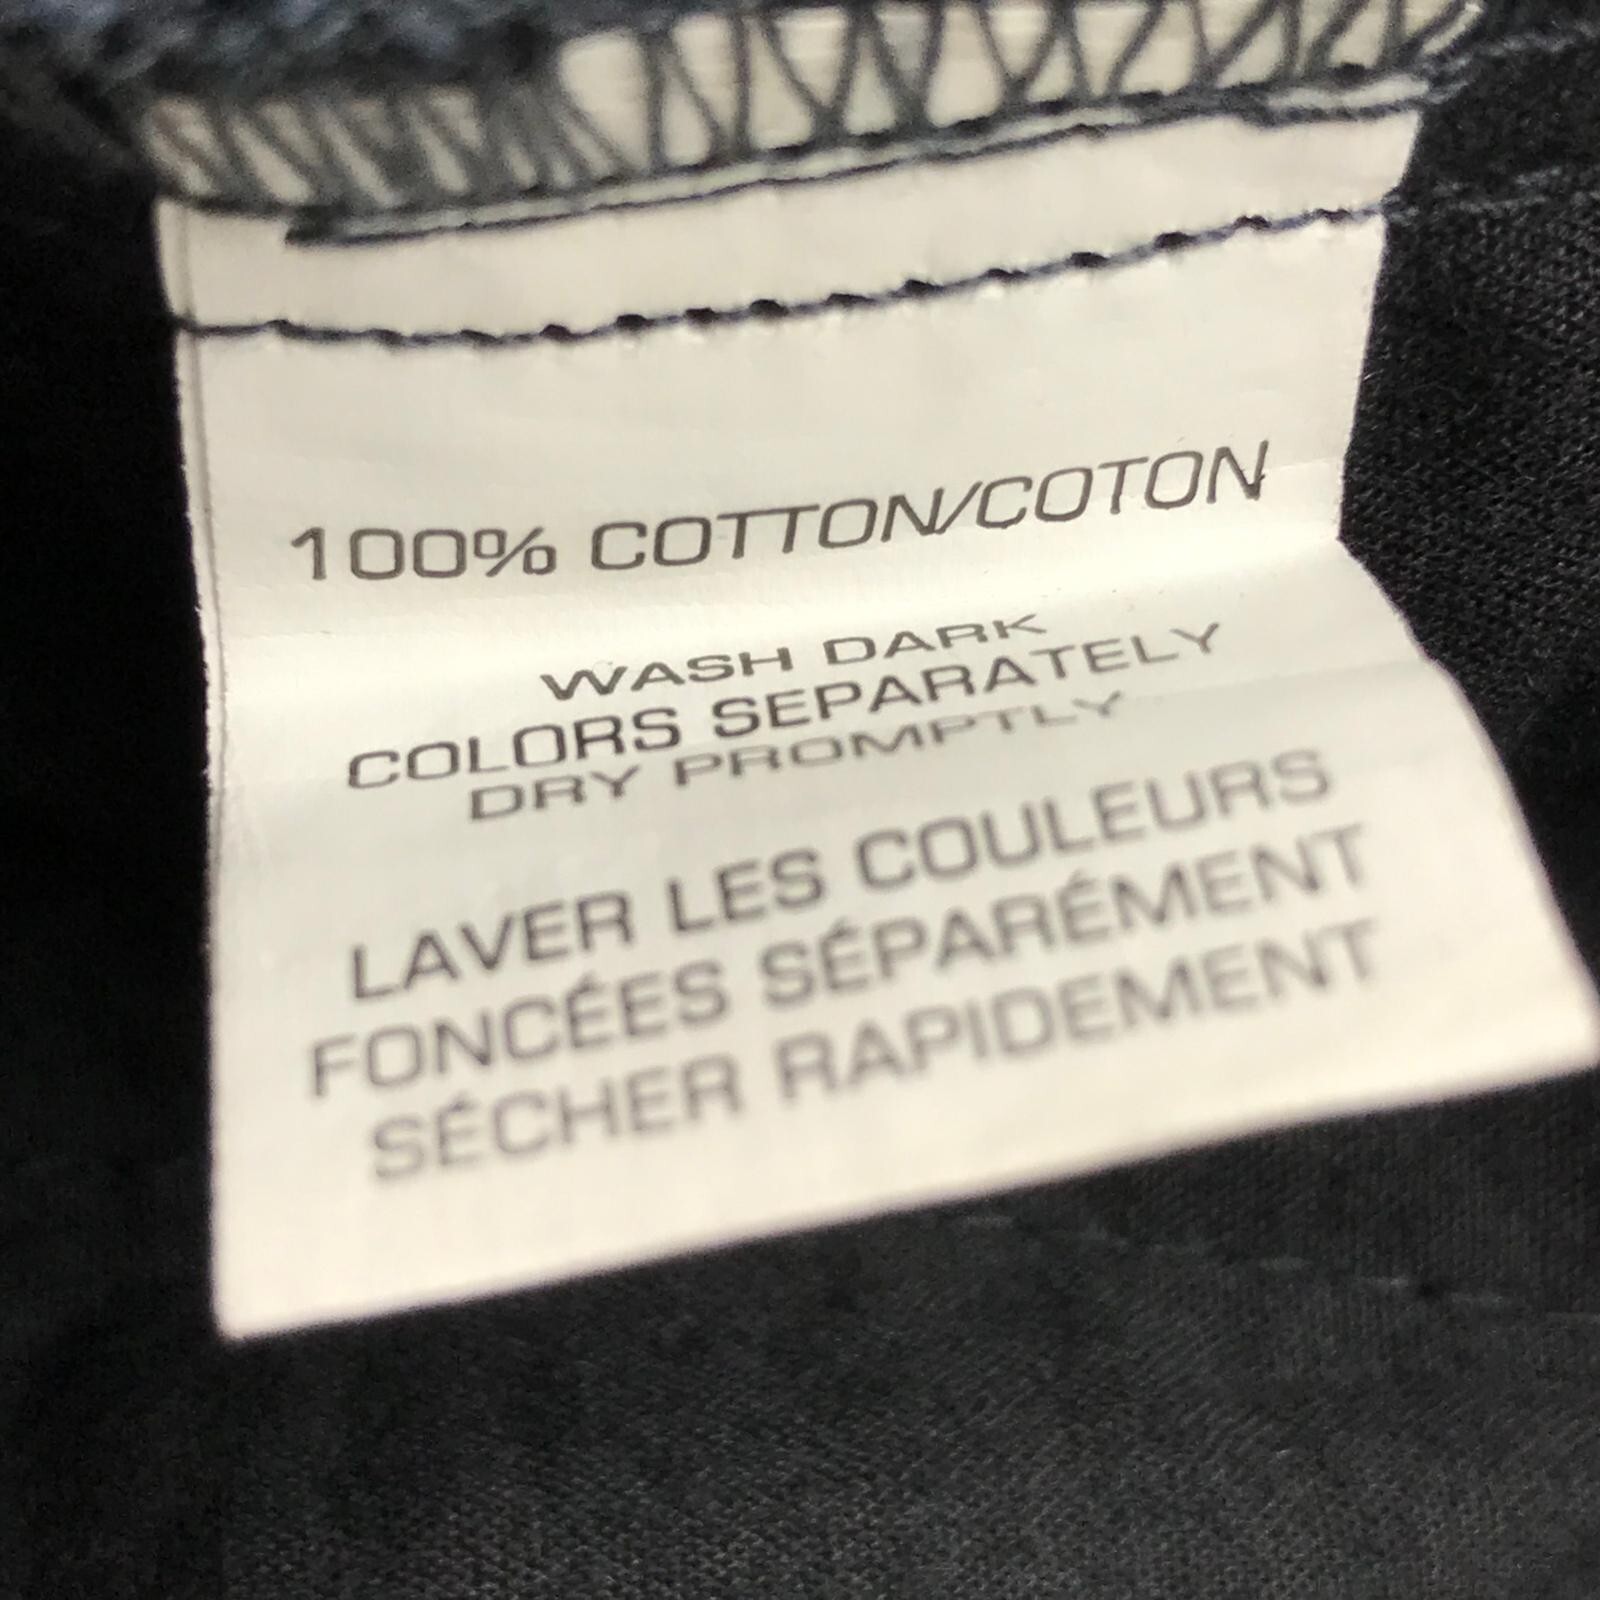 100% COTTON/COTON
WASH DARK
COLORS SEPARATELY
DRY PROMPTLY
LAVER LES COULEURS
FONCÉES SÉPARÉMENT
SÉCHER RAPIDEMENT